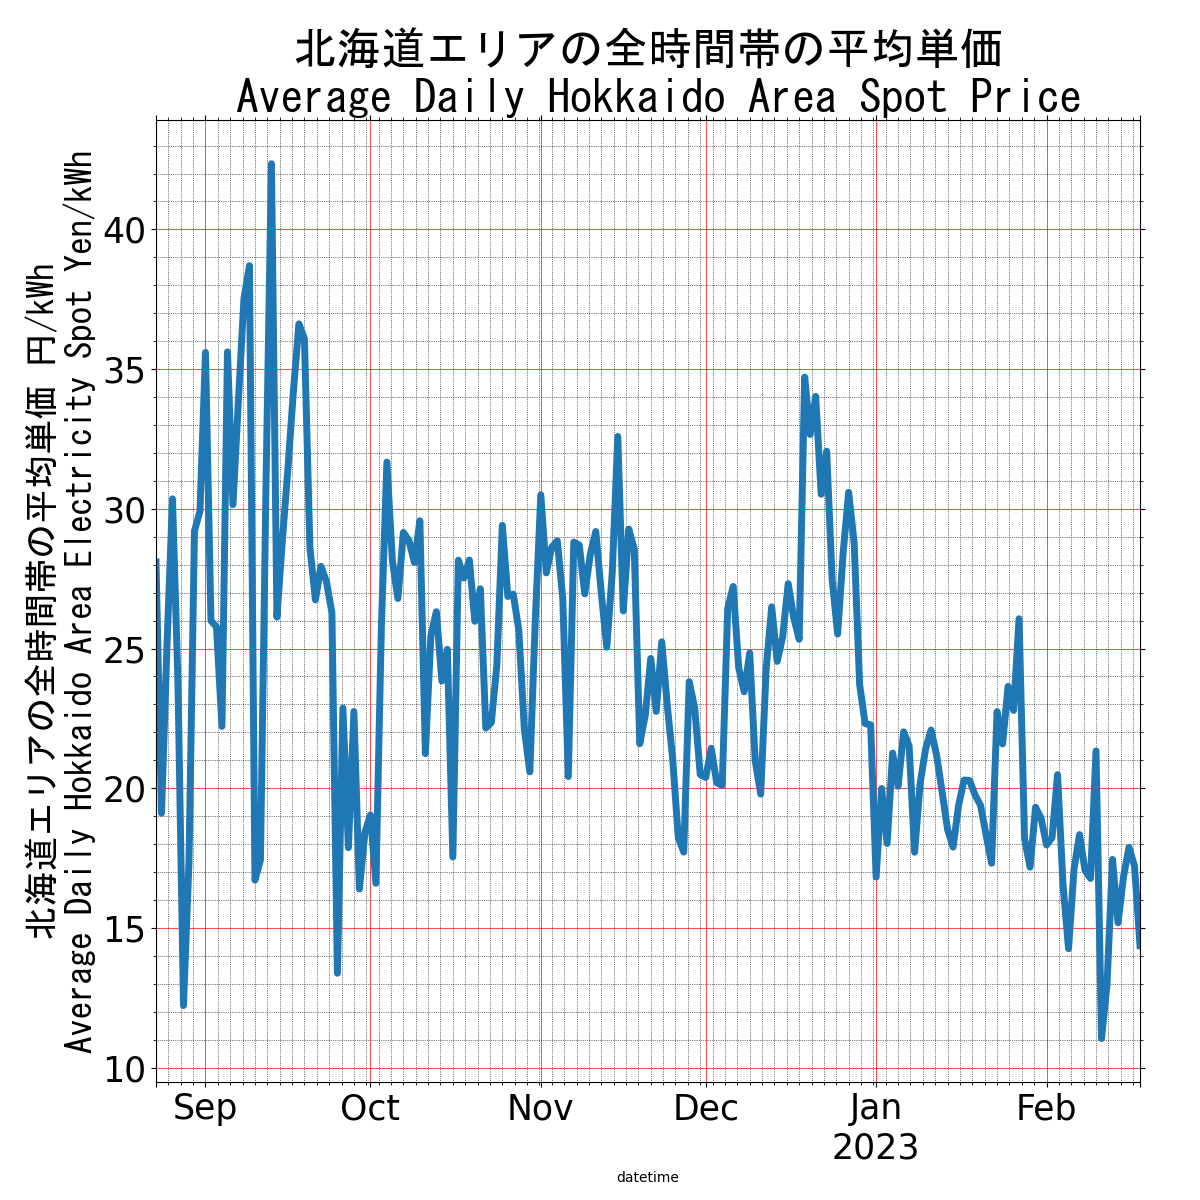 北海道エリアの全時間帯の平均単価
Average Daily Hokkaido Area Spot Price
北海道エリアの全時間帯の平均単価 円/kWh
Average Daily Hokkaido Area Electricity Spot Yen/kWh
40
35
30
25
20
15
10
Sep
Oct
Nov
Dec
Jan
2023
Feb
datetime